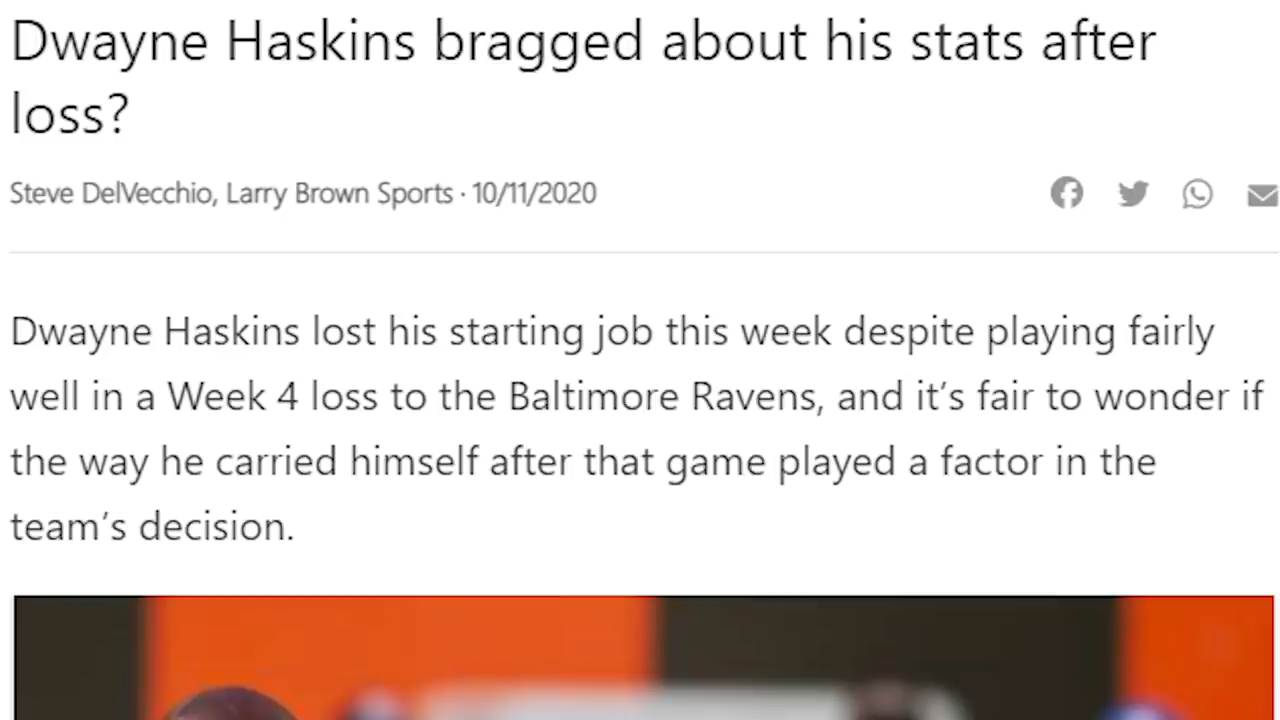 Dwayne Haskins bragged about his stats after
loss?
Steve DelVecchio, Larry Brown Sports · 10/11/2020
Dwayne Haskins lost his starting job this week despite playing fairly
well in a Week 4 loss to the Baltimore Ravens, and it’s fair to wonder if
the way he carried himself after that game played a factor in the
team’s decision.